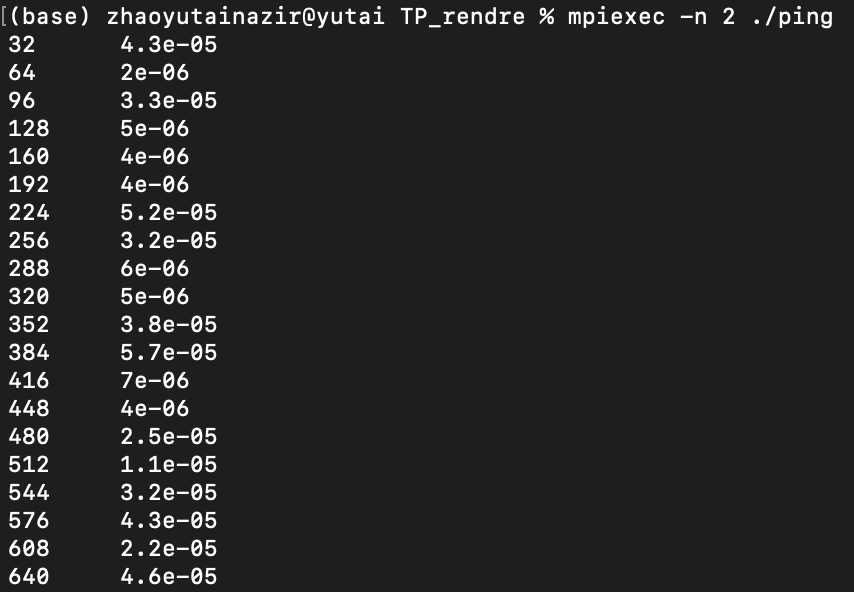 [(base) zhaoyutainazir@yutai TP_rendre % mpiexec -n 2 ./ping
32 4.3e-05
64 2e-06
96 3.3e-05
128 5e-06
160 4e-06
192 4e-06
224 5.2e-05
256 3.2e-05
288 6e-06
320 5e-06
352 3.8e-05
384 5.7e-05
416 7e-06
448 4e-06
480 2.5e-05
512 1.1e-05
544 3.2e-05
576 4.3e-05
608 2.2e-05
640 4.6e-05